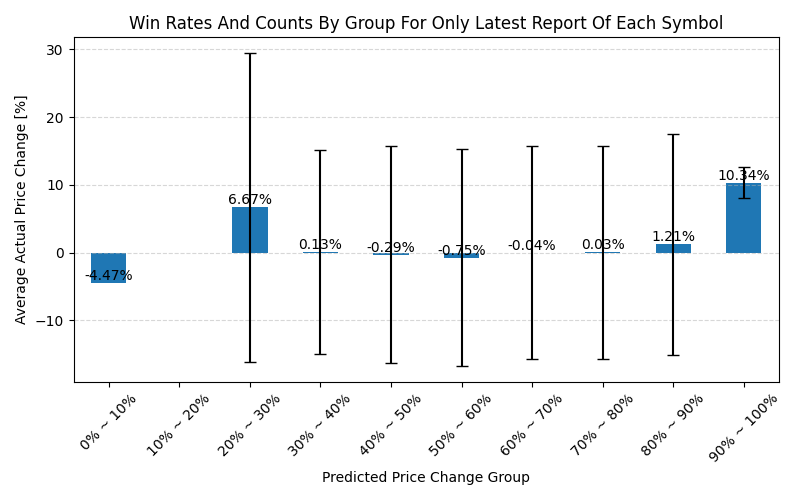 Win Rates And Counts By Group For Only Latest Report Of Each Symbol
Average Actual Price Change [%]
30
20
10
0
−10
-4.47%
6.67%
0.13%
-0.29%
-0.75%
-0.04%
0.03%
1.21%
10.34%
0% ~ 10%
10% ~ 20%
20% ~ 30%
30% ~ 40%
40% ~ 50%
50% ~ 60%
60% ~ 70%
70% ~ 80%
80% ~ 90%
90% ~ 100%
Predicted Price Change Group